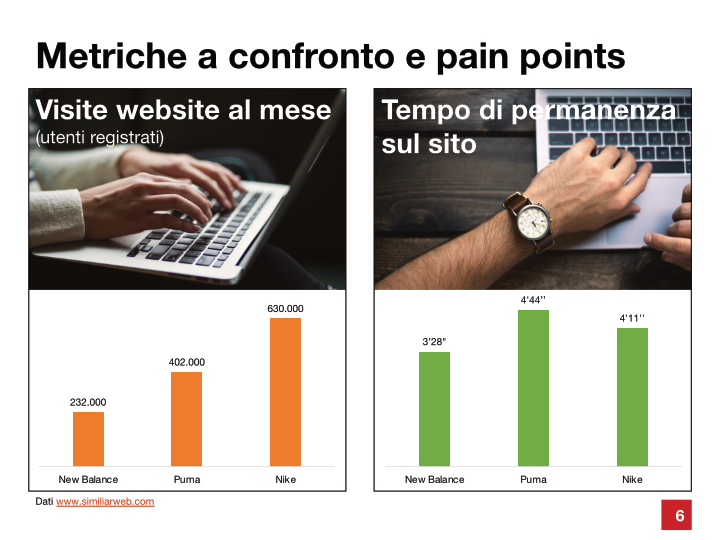 Metriche a confronto e pain points
Visite website al mese
(utenti registrati)
630.000
402.000
232.000
New Balance Puma Nike
Tempo di permanenza
sul sito
4'44’’
4'11''
3’28"
New Balance Puma Nike
Dati www.similiarweb.com
6